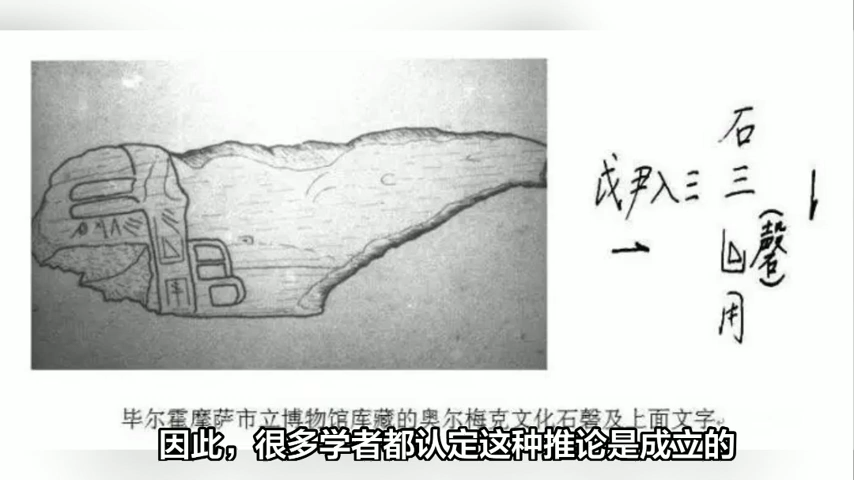 石
三
戊尹入三
(磬)
用
毕尔霍摩萨市立博物馆库藏的奥尔梅克文化石磬及上面文字
因此，很多学者都认定这种推论是成立的